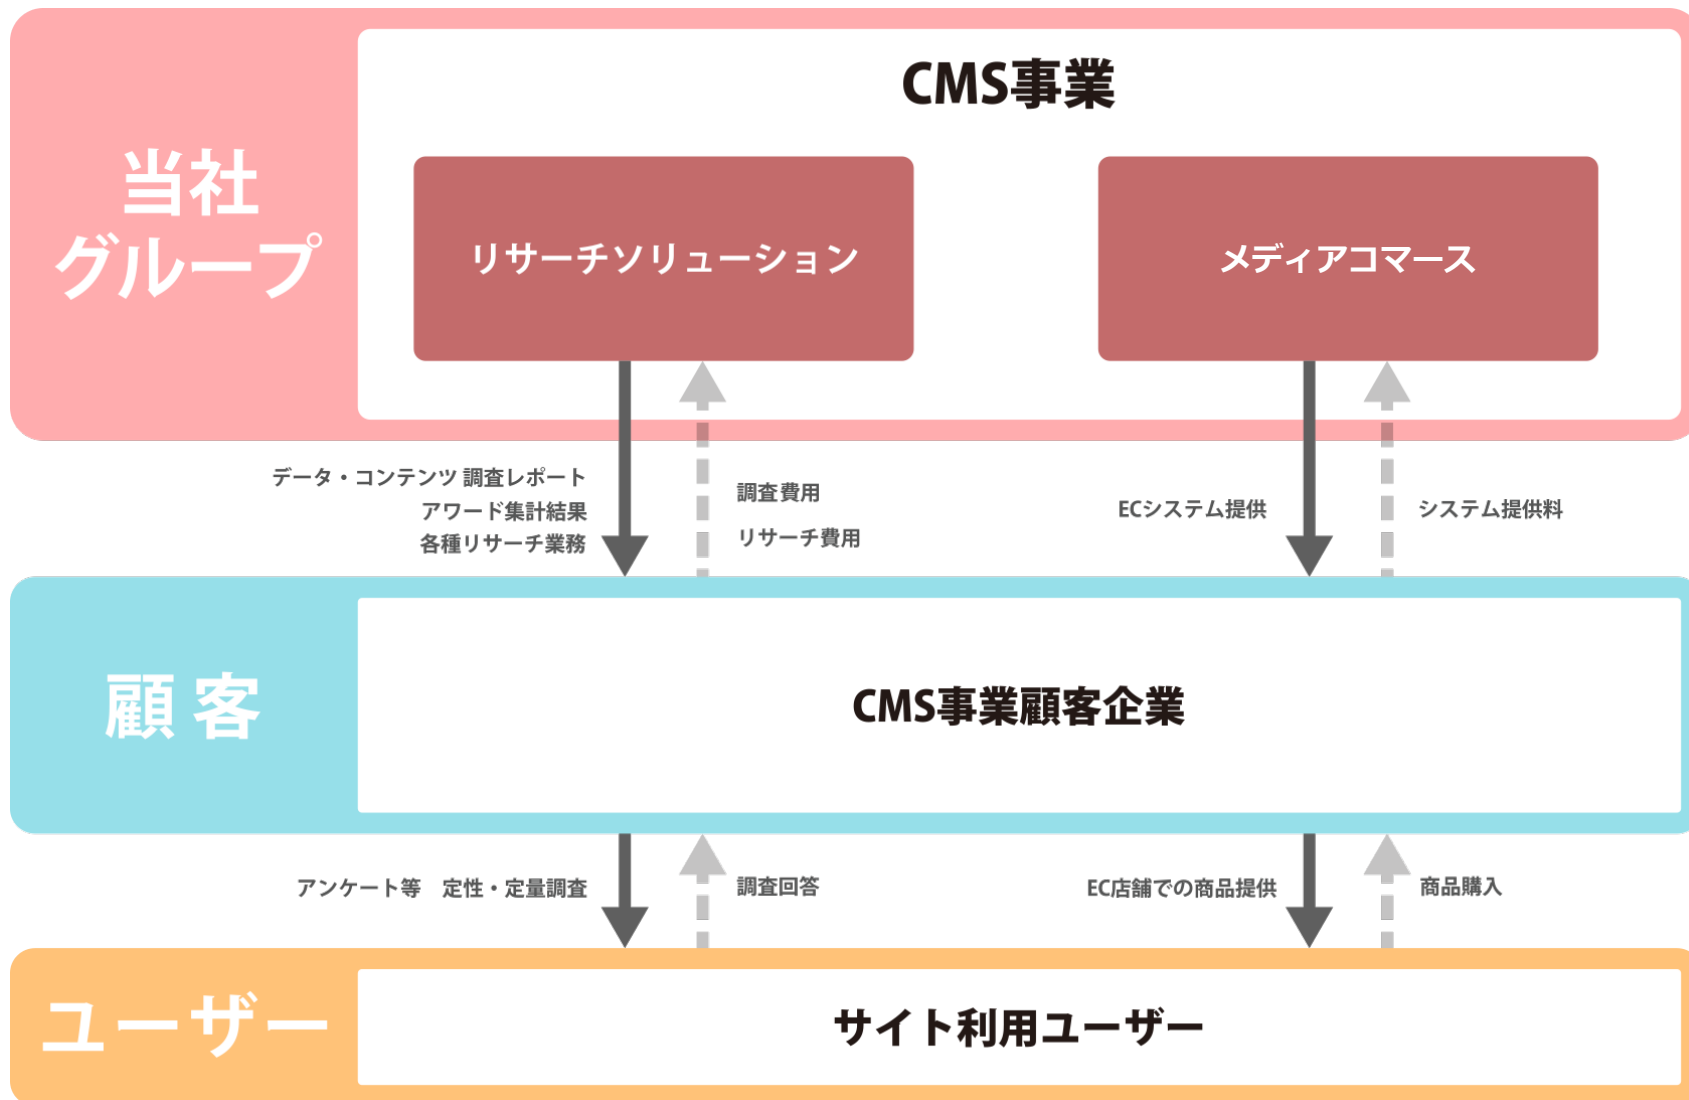 当社
グループ
CMS事業
リサーチソリューション
メディアコマース
データ・コンテンツ 調査レポート
アワード集計結果
各種リサーチ業務
調査費用
リサーチ費用
ECシステム提供
システム提供料
顧 客
CMS事業顧客企業
アンケート等　定性・定量調査
調査回答
EC店舗での商品提供
商品購入
ユーザー
サイト利用ユーザー